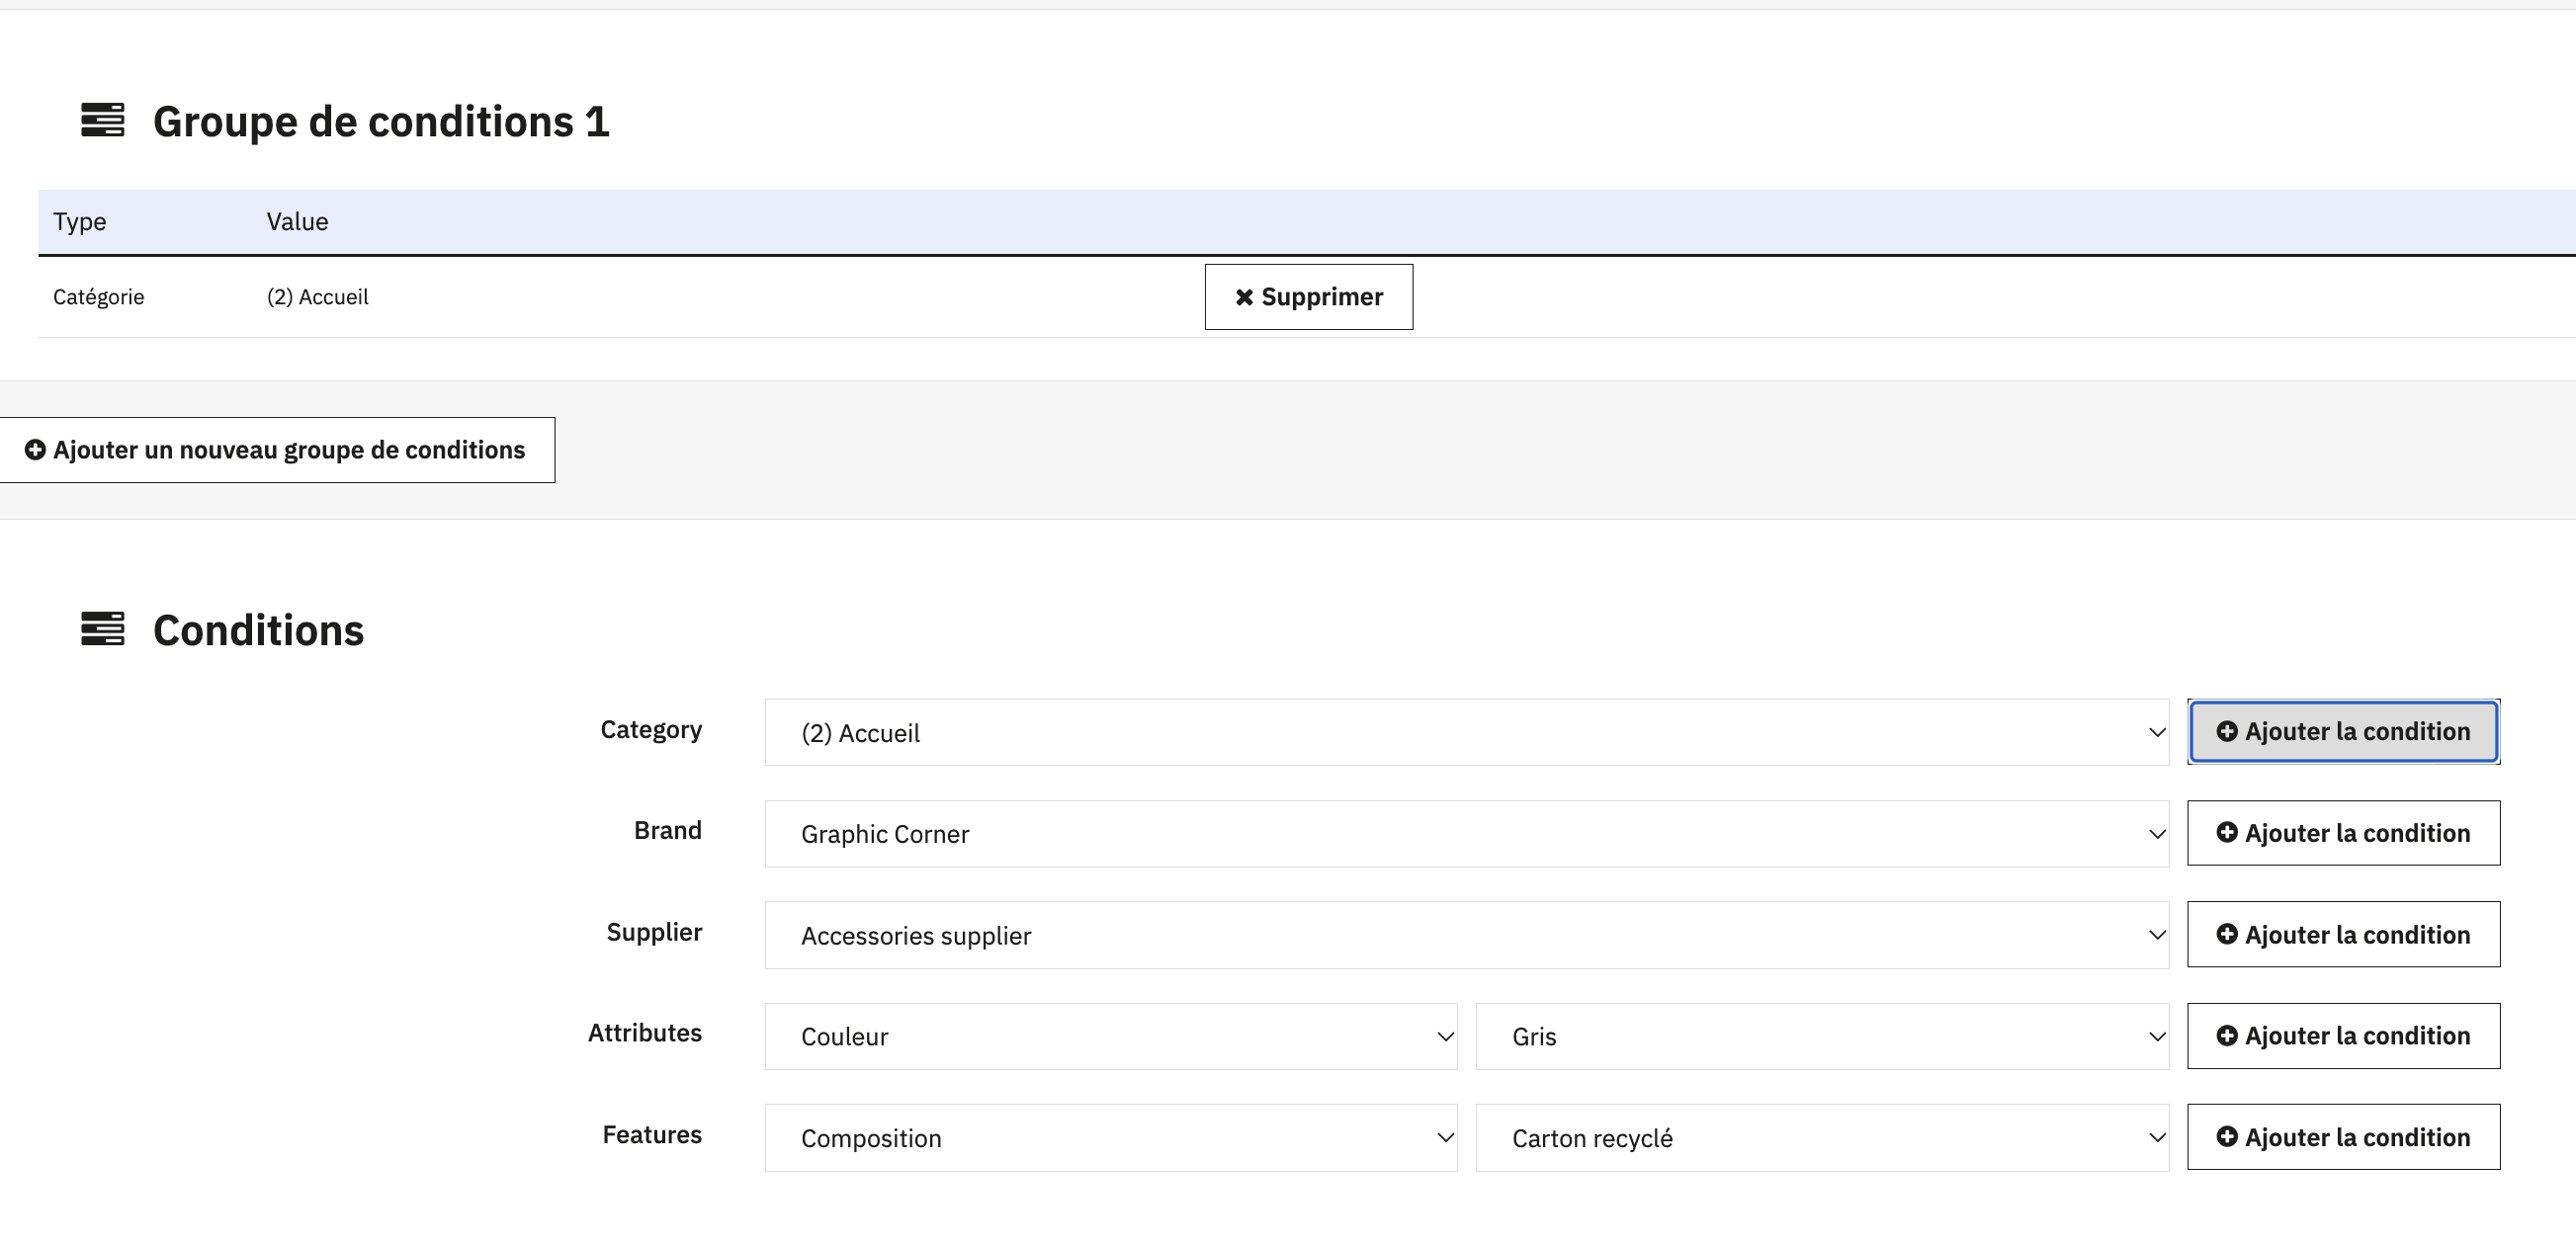 Groupe de conditions 1
Type Value
Catégorie (2) Accueil Supprimer
Ajouter un nouveau groupe de conditions
Conditions
Category (2) Accueil Ajouter la condition
Brand Graphic Corner Ajouter la condition
Supplier Accessories supplier Ajouter la condition
Attributes Couleur Gris Ajouter la condition
Features Composition Carton recyclé Ajouter la condition